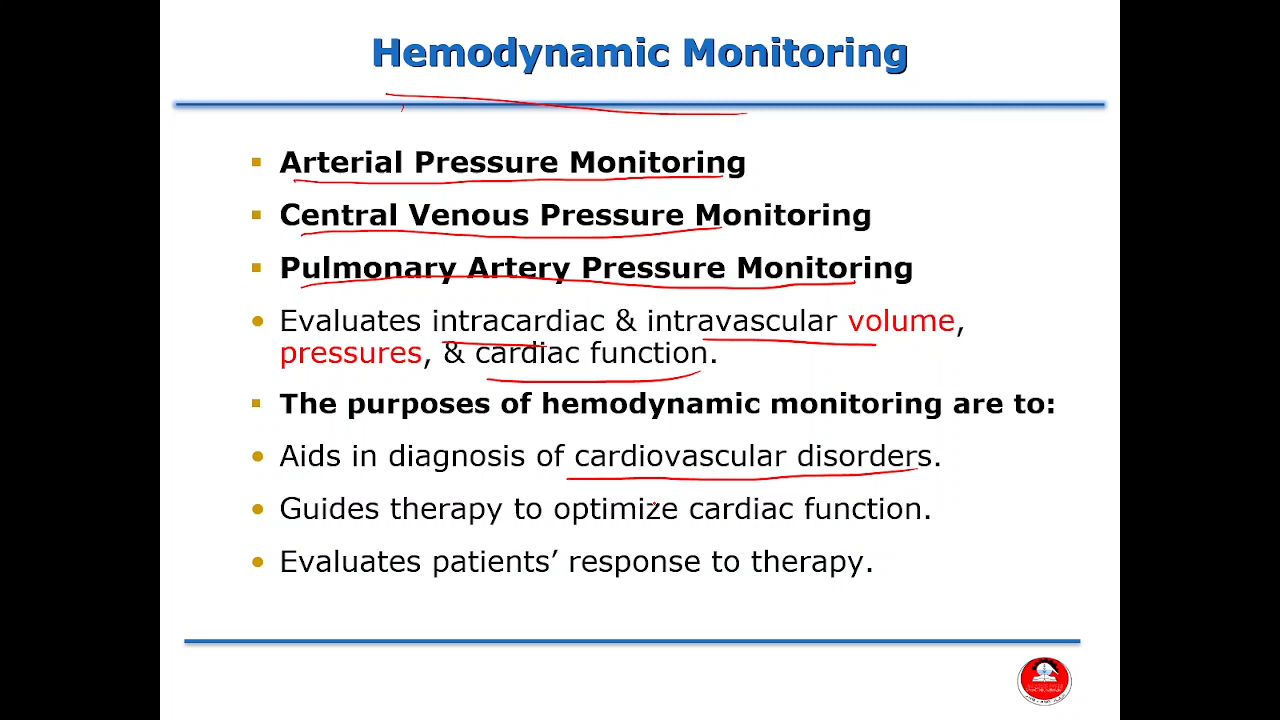 Hemodynamic Monitoring
▪ Arterial Pressure Monitoring
▪ Central Venous Pressure Monitoring
▪ Pulmonary Artery Pressure Monitoring
• Evaluates intracardiac & intravascular volume,
pressures, & cardiac function.
▪ The purposes of hemodynamic monitoring are to:
• Aids in diagnosis of cardiovascular disorders.
• Guides therapy to optimize cardiac function.
• Evaluates patients’ response to therapy.